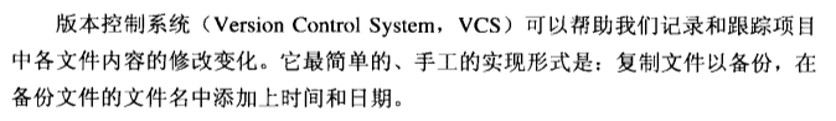 版本控制系统（Version Control System，VCS）可以帮助我们记录和跟踪项目
中各文件内容的修改变化。它最简单的、手工的实现形式是：复制文件以备份，在
备份文件的文件名中添加上时间和日期。